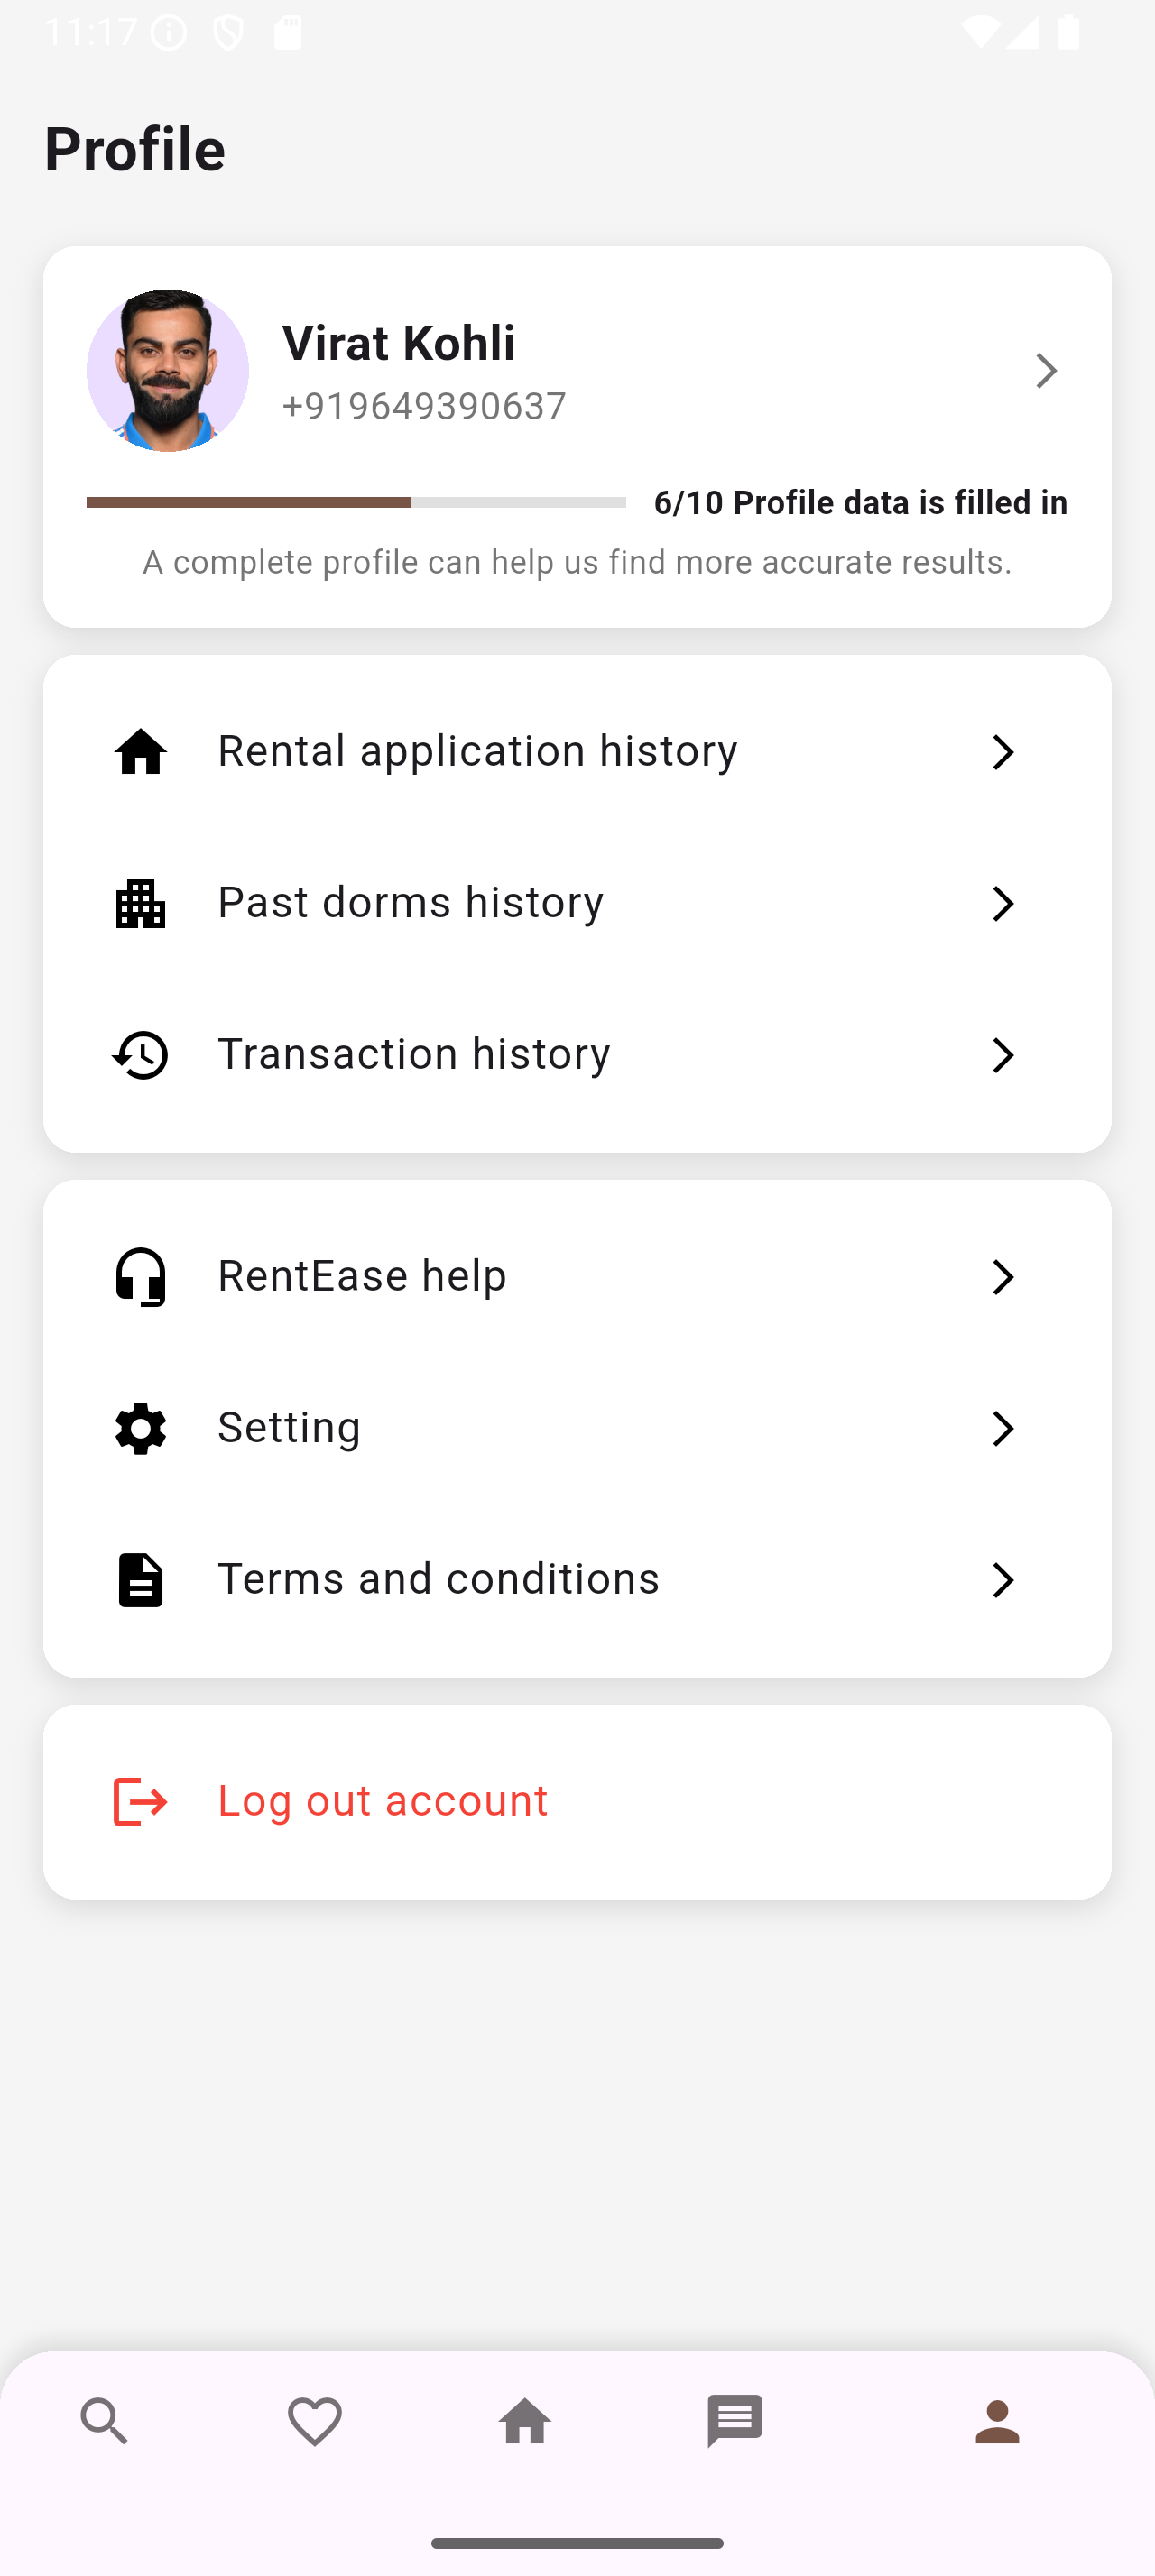 11:17
Profile
Virat Kohli
+919649390637
6/10 Profile data is filled in
A complete profile can help us find more accurate results.
Rental application history
Past dorms history
Transaction history
RentEase help
Setting
Terms and conditions
Log out account